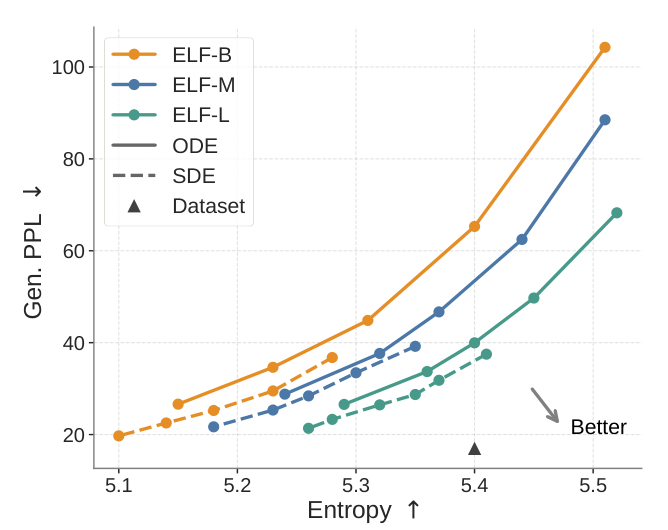 ELF-B
ELF-M
ELF-L
ODE
SDE
Dataset
100
80
60
40
20
Gen. PPL ↓
Better
5.1 5.2 5.3 5.4 5.5
Entropy ↑